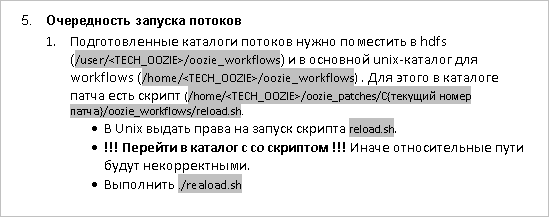 5. Очередность запуска потоков
1. Подготовленные каталоги потоков нужно поместить в hdfs
(/user/<TECH_OOZIE>/oozie_workflows) и в основной unix-каталог для
workflows (/home/<TECH_OOZIE>/oozie_workflows) . Для этого в каталоге
патча есть скрипт (/home/<TECH_OOZIE>/oozie_patches/C{текущий номер
патча}/oozie_workflows/reload.sh.
• В Unix выдать права на запуск скрипта reload.sh.
• !!! Перейти в каталог с со скриптом !!! Иначе относительные пути
будут некорректными.
• Выполнить ./reaload.sh